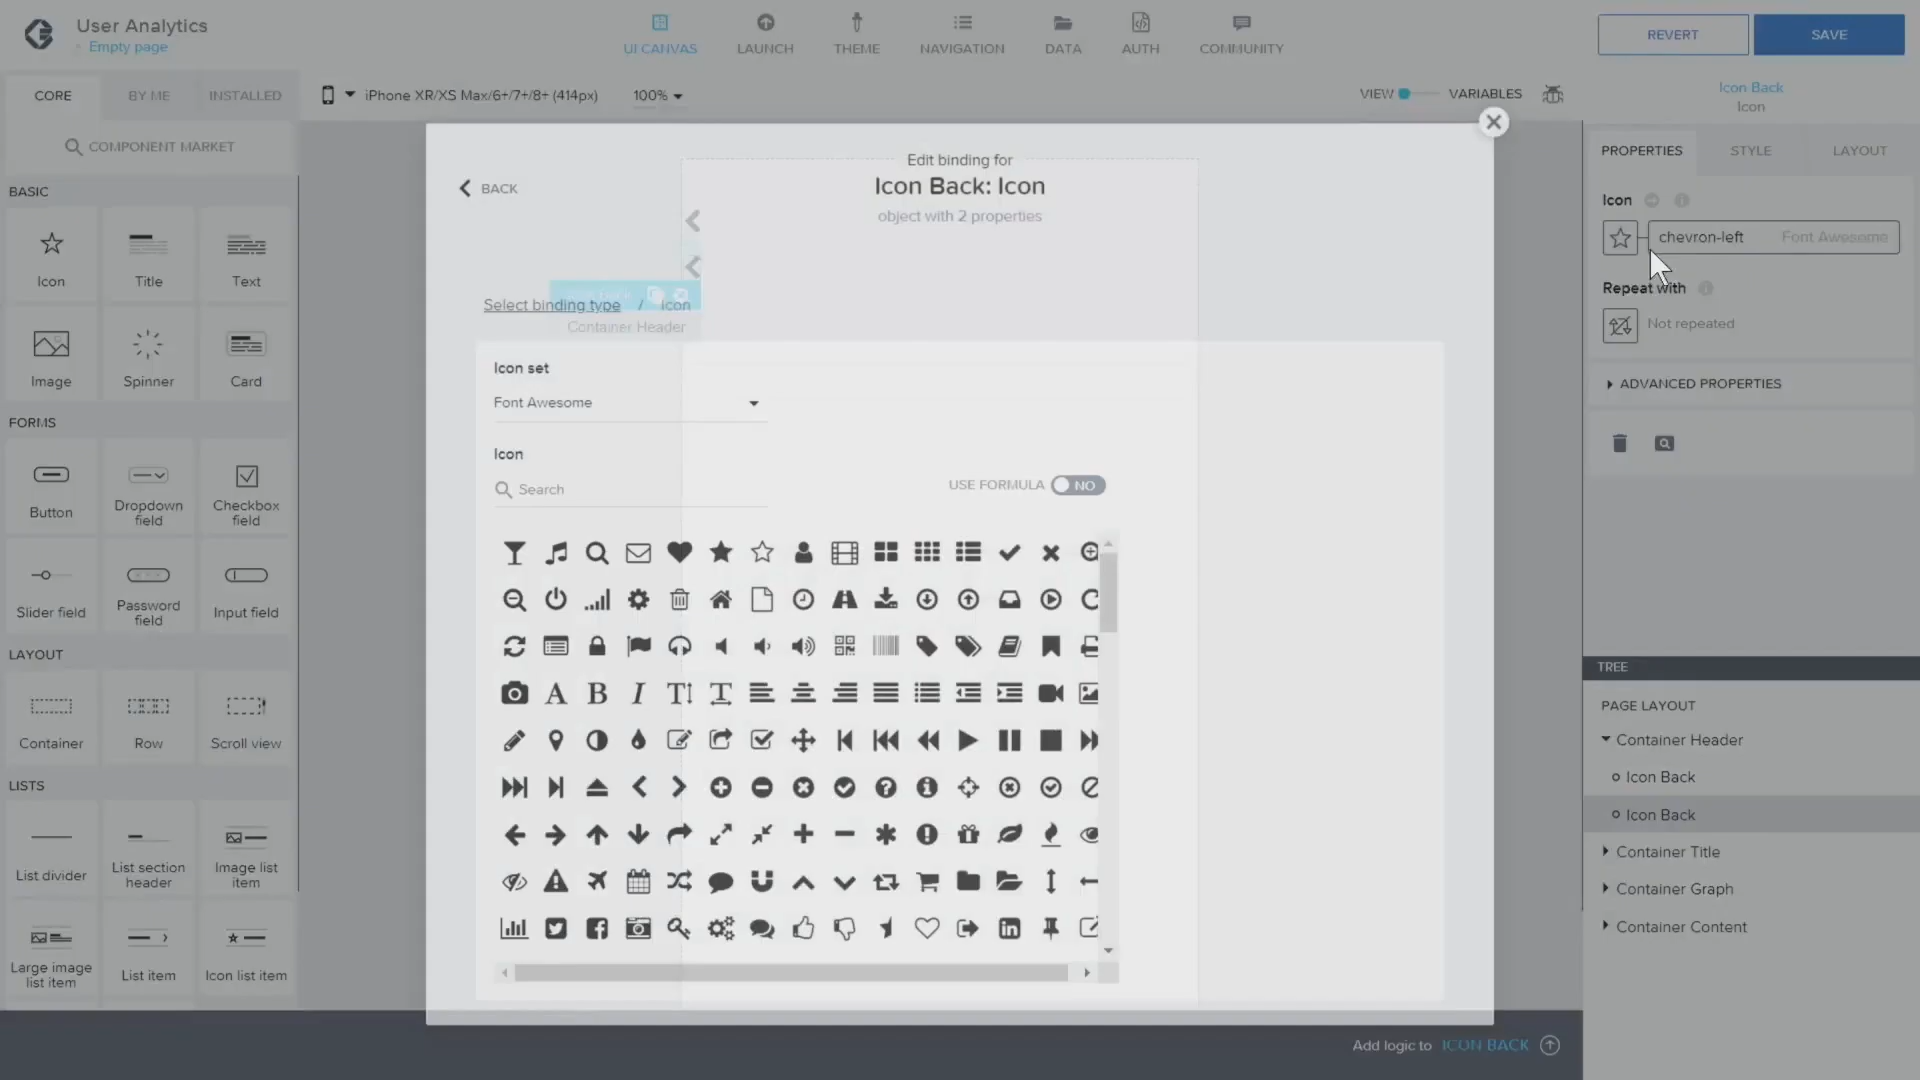 User Analytics
Empty page
UI CANVAS
LAUNCH
THEME
NAVIGATION
DATA
AUTH
COMMUNITY
REVERT
SAVE
CORE
BY ME
INSTALLED
iPhone XR/XS Max/6+/7+/8+ (414px)
100%
VIEW
VARIABLES
Icon Back
Icon
COMPONENT MARKET
BASIC
Icon
Title
Text
Image
Spinner
Card
FORMS
Button
Dropdown
field
Checkbox
field
Slider field
Password
field
Input field
LAYOUT
Container
Row
Scroll view
LISTS
List divider
List section
header
Image list
item
Large image
list item
List item
Icon list item
BACK
Edit binding for
Icon Back: Icon
object with 2 properties
Select binding type / Icon
Container Header
Icon set
Font Awesome
Icon
Search
USE FORMULA
NO
PROPERTIES
STYLE
LAYOUT
Icon
chevron-left
Font Awesome
Repeat with
Not repeated
ADVANCED PROPERTIES
TREE
PAGE LAYOUT
Container Header
Icon Back
Icon Back
Container Title
Container Graph
Container Content
Add logic to ICON BACK